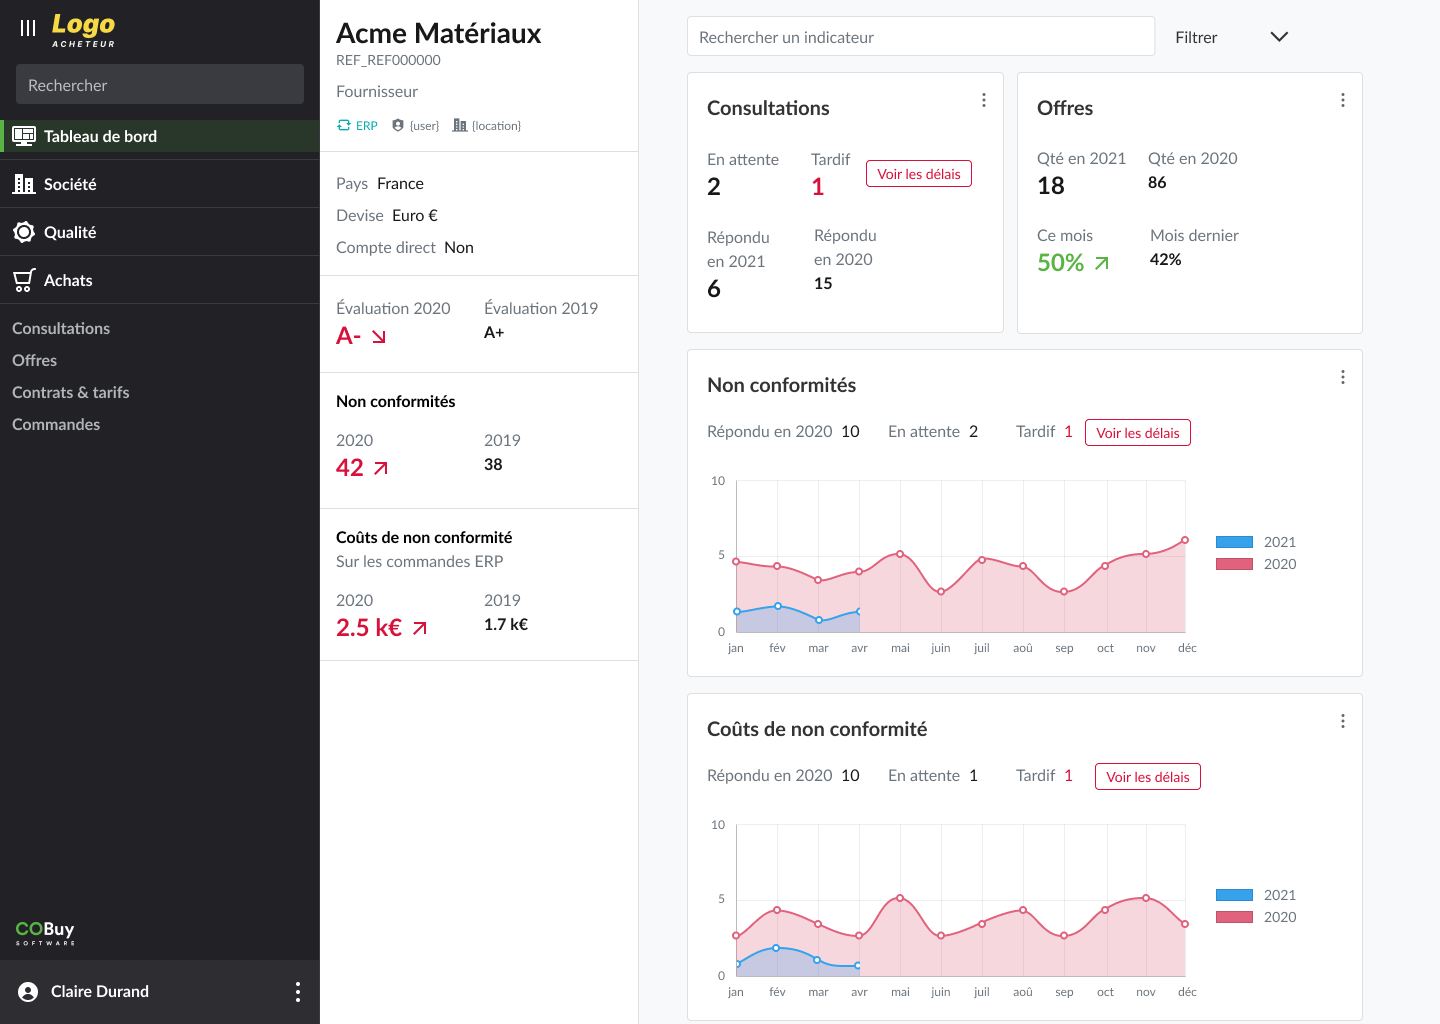 Logo
ACHETEUR
Rechercher
Tableau de bord
Société
Qualité
Achats
Consultations
Offres
Contrats & tarifs
Commandes
COBuy
SOFTWARE
Claire Durand
Acme Matériaux
REF_REF000000
Fournisseur
ERP {user} {location}
Pays France
Devise Euro €
Compte direct Non
Évaluation 2020 Évaluation 2019
A- A+
Non conformités
2020 2019
42 38
Coûts de non conformité
Sur les commandes ERP
2020 2019
2.5 k€ 1.7 k€
Rechercher un indicateur Filtrer
Consultations
En attente Tardif
2 1 Voir les délais
Répondu Répondu
en 2021 en 2020
6 15
Offres
Qté en 2021 Qté en 2020
18 86
Ce mois Mois dernier
50% 42%
Non conformités
Répondu en 2020 10 En attente 2 Tardif 1 Voir les délais
10
5
0
jan fév mar avr mai juin juil aoû sep oct nov déc
2021
2020
Coûts de non conformité
Répondu en 2020 10 En attente 1 Tardif 1 Voir les délais
10
5
0
jan fév mar avr mai juin juil aoû sep oct nov déc
2021
2020